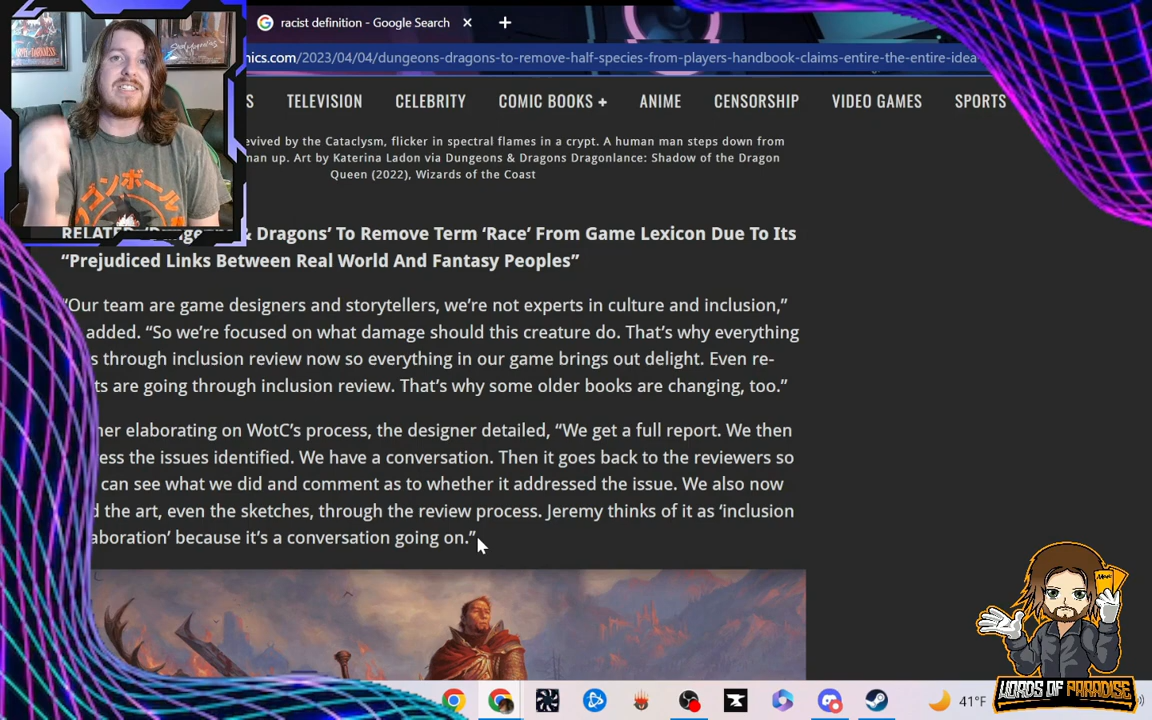 racist definition - Google Search
nics.com/2023/04/04/dungeons-dragons-to-remove-half-species-from-players-handbook-claims-entire-the-entire-idea
S TELEVISION CELEBRITY COMIC BOOKS + ANIME CENSORSHIP VIDEO GAMES SPORTS
evived by the Cataclysm, flicker in spectral flames in a crypt. A human man steps down from
man up. Art by Katerina Ladon via Dungeons & Dragons Dragonlance: Shadow of the Dragon
Queen (2022), Wizards of the Coast
RELATED: ‘Dungeons & Dragons’ To Remove Term ‘Race’ From Game Lexicon Due To Its
“Prejudiced Links Between Real World And Fantasy Peoples”
“Our team are game designers and storytellers, we’re not experts in culture and inclusion,”
added. “So we’re focused on what damage should this creature do. That’s why everything
s through inclusion review now so everything in our game brings out delight. Even re-
ts are going through inclusion review. That’s why some older books are changing, too.”
her elaborating on WotC’s process, the designer detailed, “We get a full report. We then
ess the issues identified. We have a conversation. Then it goes back to the reviewers so
can see what we did and comment as to whether it addressed the issue. We also now
d the art, even the sketches, through the review process. Jeremy thinks of it as ‘inclusion
aboration’ because it’s a conversation going on.”
WORDS OF PARADISE
41°F